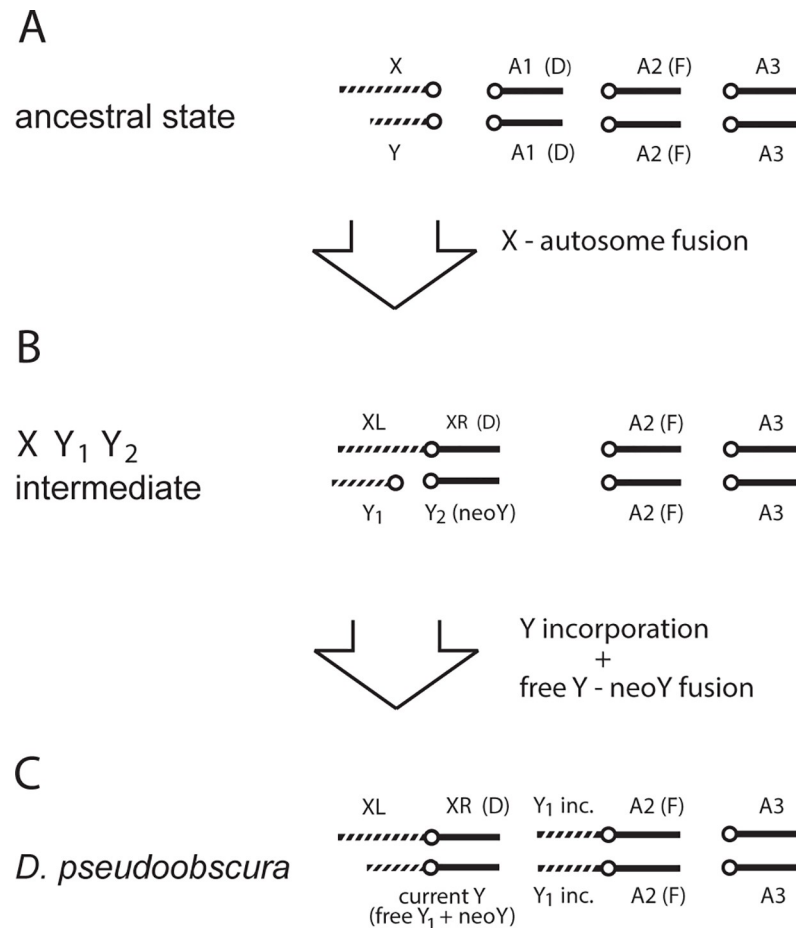 A
X A1 (D) A2 (F) A3
ancestral state
Y A1 (D) A2 (F) A3
X - autosome fusion
B
XL XR (D) A2 (F) A3
X Y1 Y2
intermediate
Y1 Y2 (neoY) A2 (F) A3
Y incorporation
+
free Y - neoY fusion
C
XL XR (D) Y1 inc. A2 (F) A3
D. pseudoobscura
current Y Y1 inc. A2 (F) A3
(free Y1 + neoY)